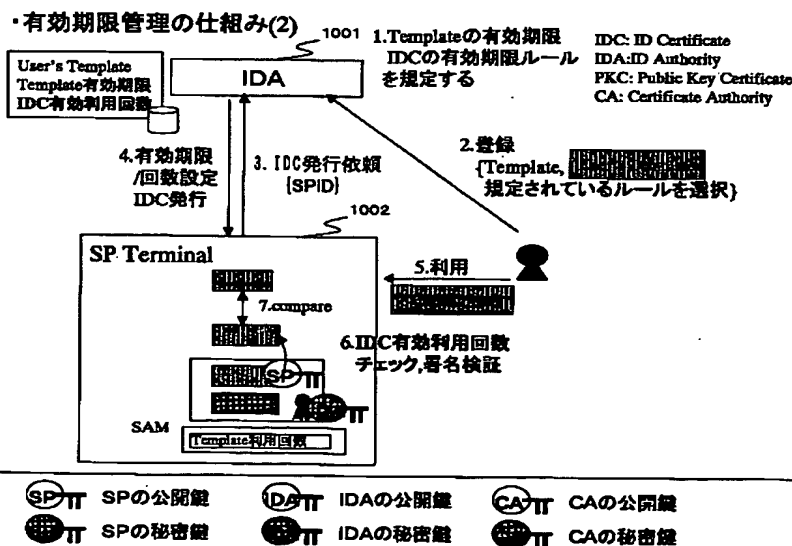 ・有効期限管理の仕組み(2)
User's Template
Template有効期限
IDC有効利用回数
1001
IDA
1.Templateの有効期限
IDCの有効期限ルール
を規定する
IDC: ID Certificate
IDA:ID Authority
PKC: Public Key Certificate
CA: Certificate Authority
4.有効期限
/回数設定
IDC発行
3. IDC発行依頼
{SPID}
2.登録
{Template,
規定されているルールを選択}
1002
SP Terminal
5.利用
7.compare
6.IDC有効利用回数
チェック,署名検証
SP
SAM
Template利用回数
SP SPの公開鍵
IDA IDAの公開鍵
CA CAの公開鍵
SPの秘密鍵
IDAの秘密鍵
CAの秘密鍵